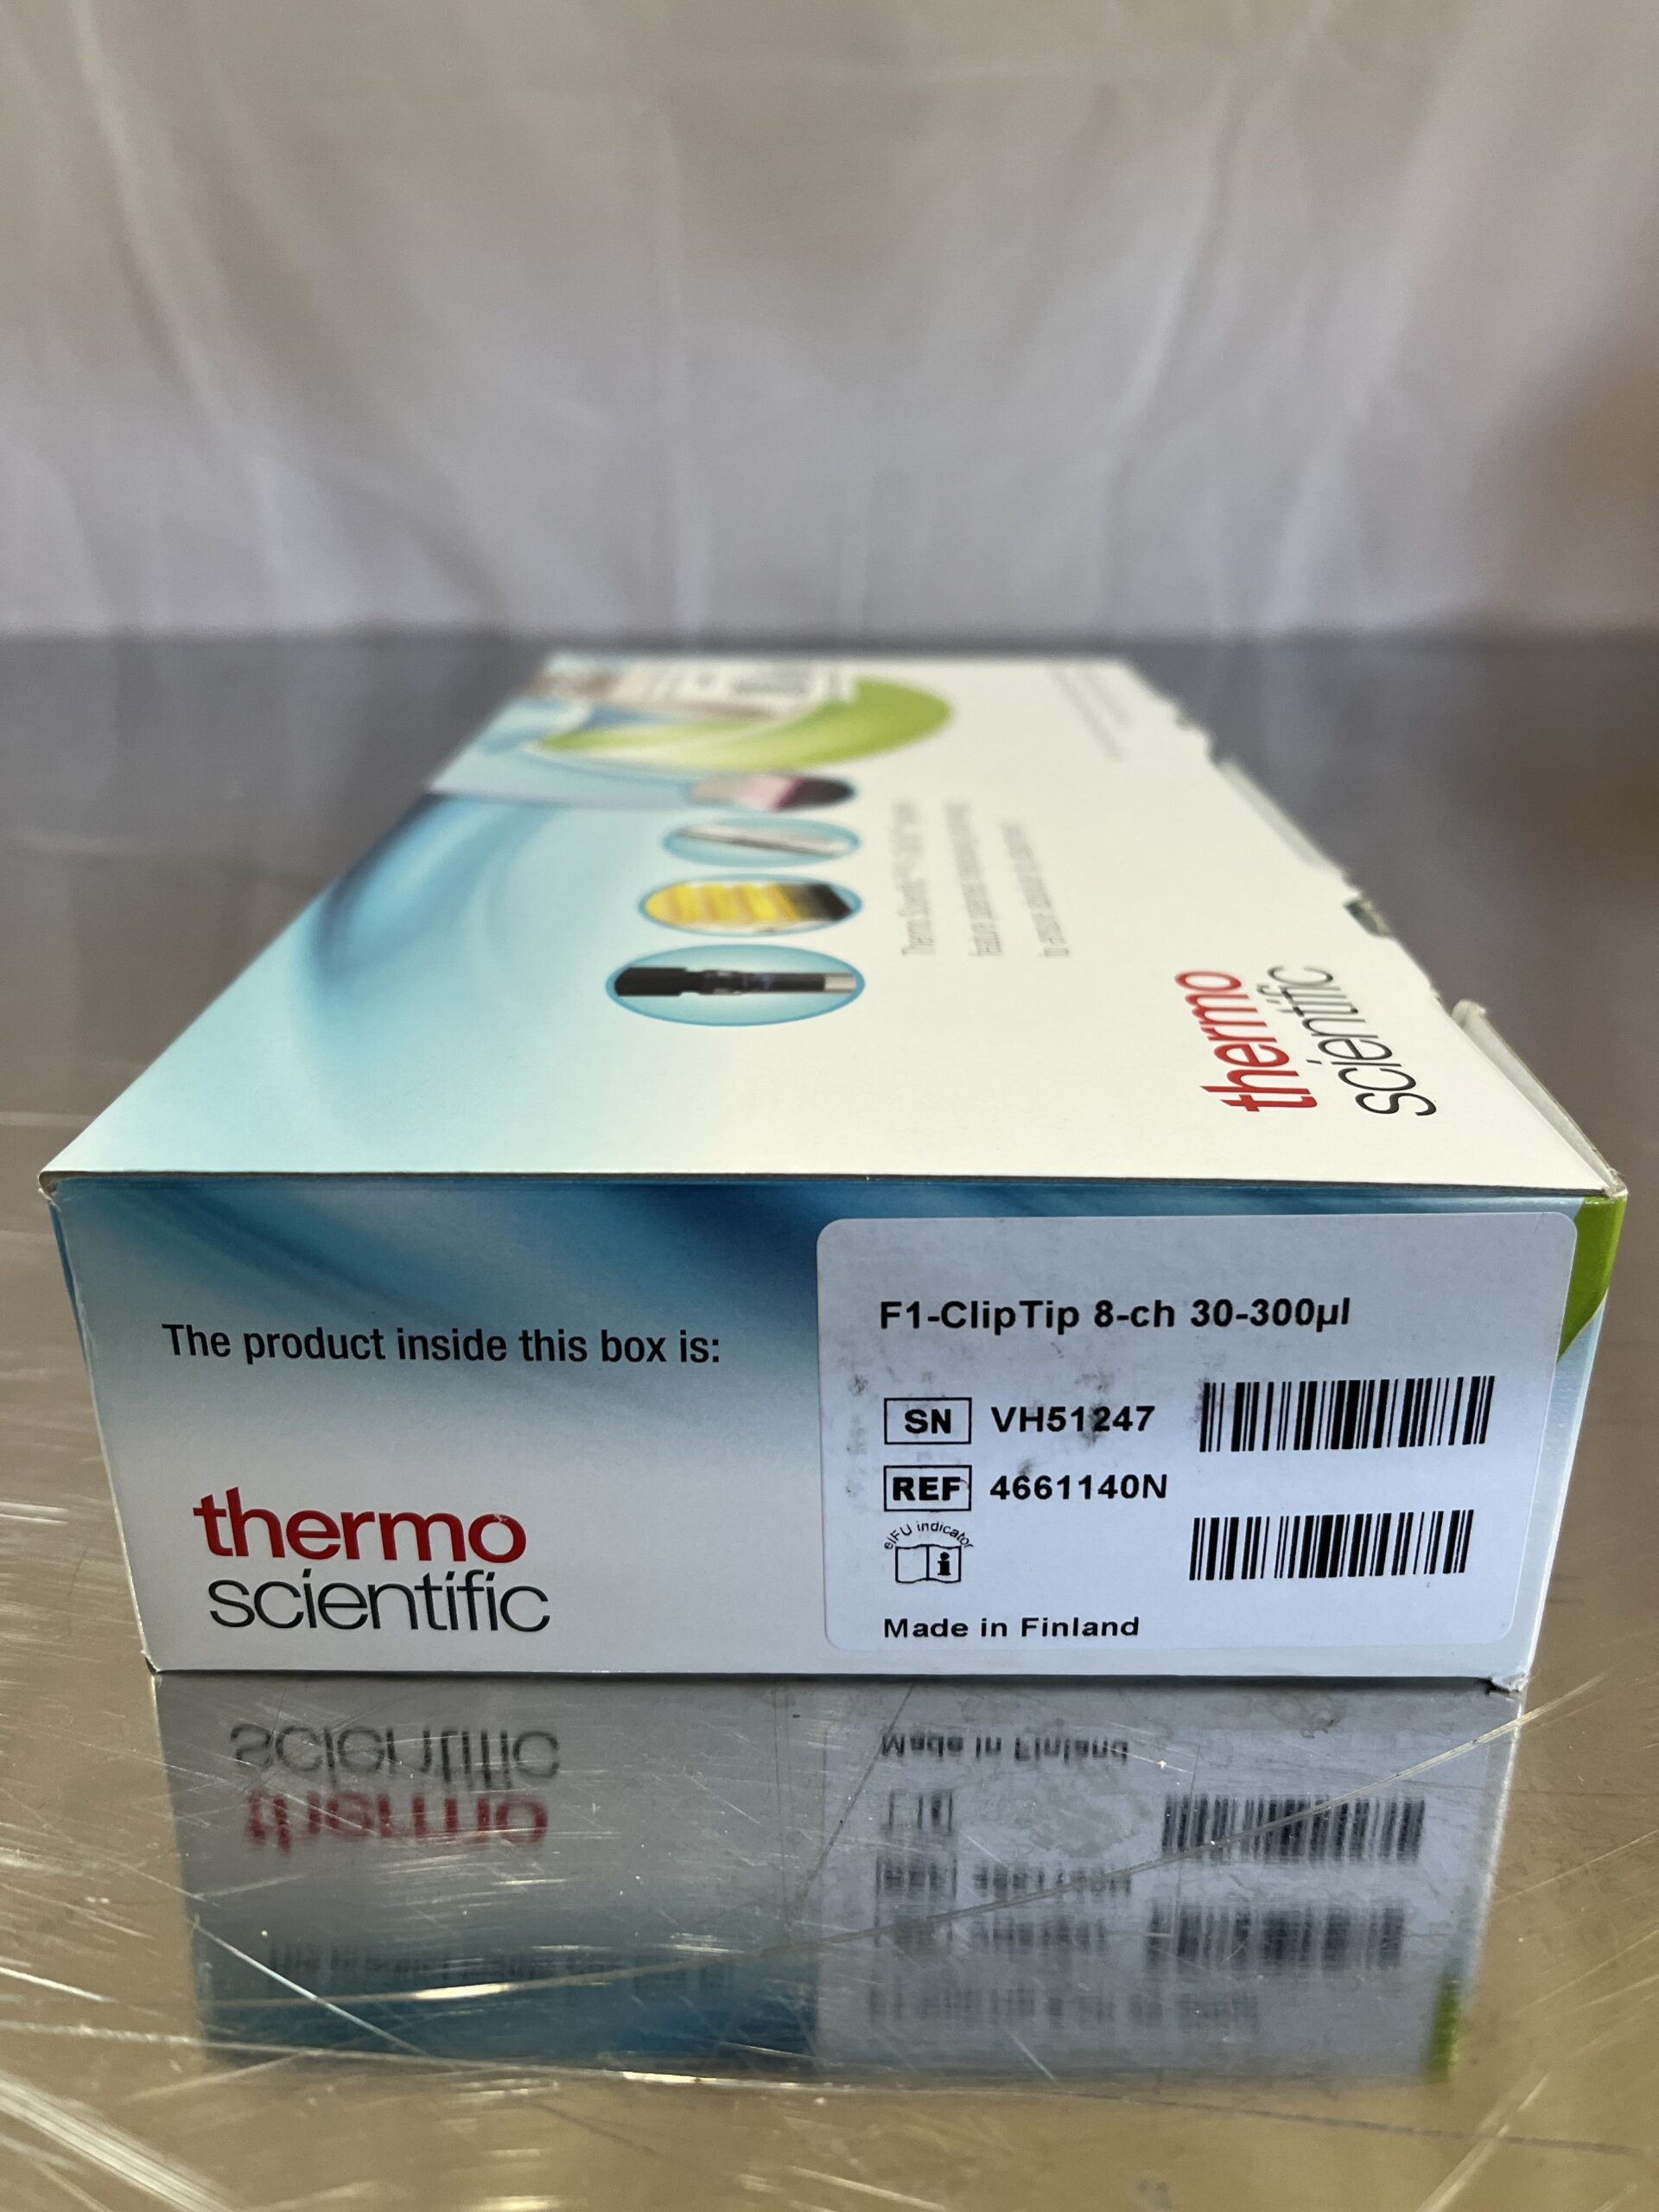 thermo
scientific
The product inside this box is:
thermo
scientific
F1-ClipTip 8-ch 30-300µl
SN VH51247
REF 4661140N
eIFU indicator
i
Made in Finland